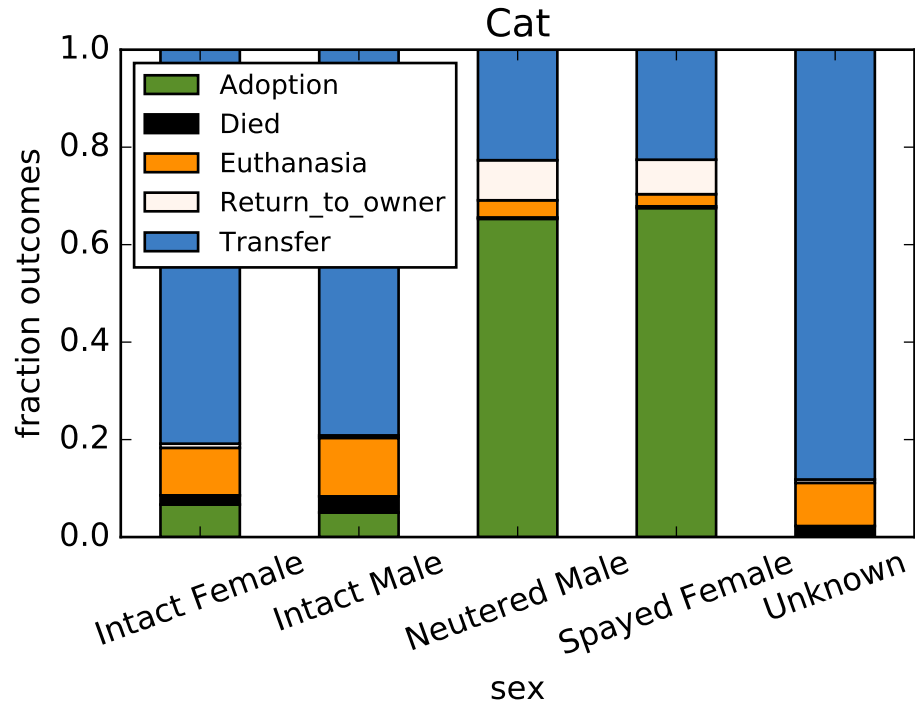 Cat
1.0
0.8
0.6
0.4
0.2
0.0
fraction outcomes
Adoption
Died
Euthanasia
Return_to_owner
Transfer
Intact Female
Intact Male
Neutered Male
Spayed Female
Unknown
sex